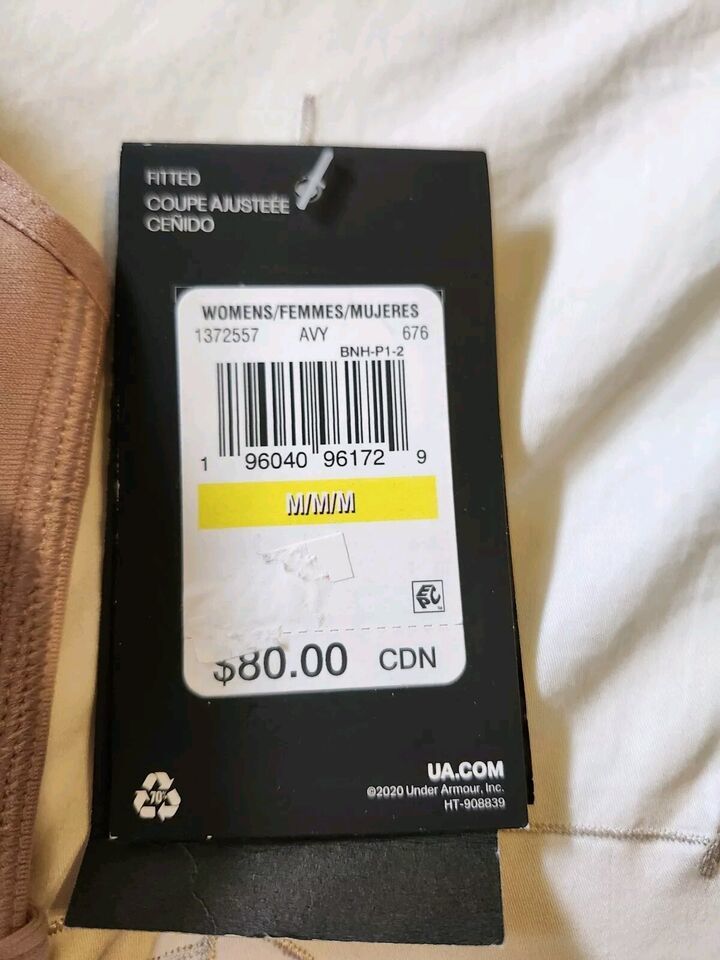 FITTED
COUPE AJUSTEÉE
CEÑIDO
WOMENS/FEMMES/MUJERES
1372557 AVY 676
BNH-P1-2
1 96040 96172 9
M/M/M
EPC
$80.00 CDN
70%
UA.COM
©2020 Under Armour, Inc.
HT-908839